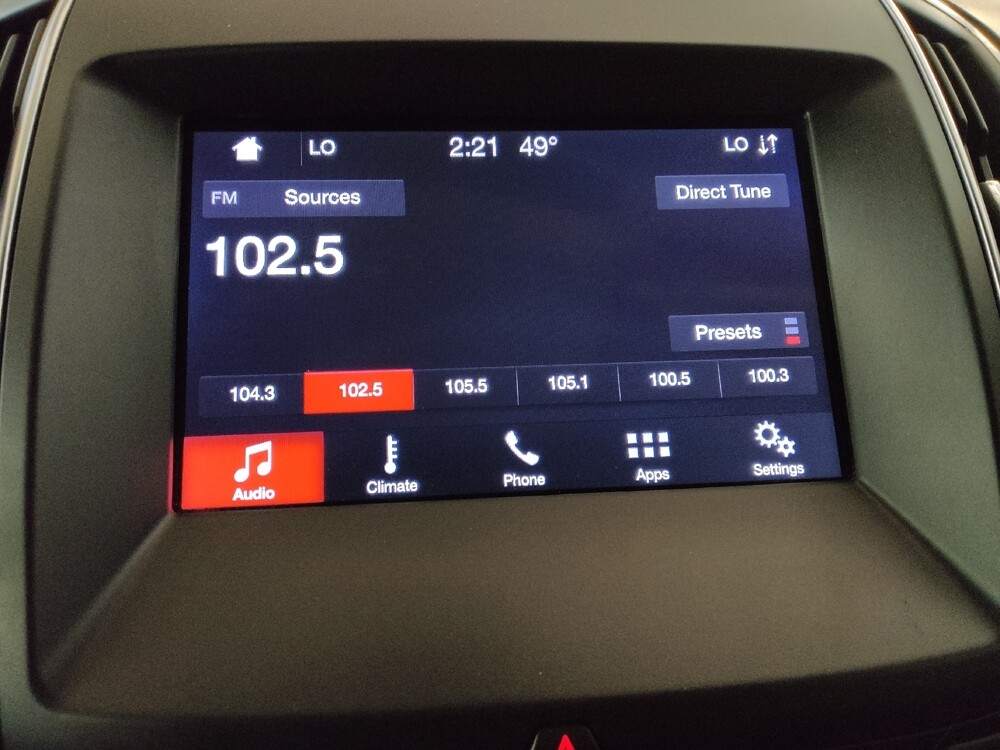 LO 2:21 49° LO
FM Sources Direct Tune
102.5
Presets
104.3 102.5 105.5 105.1 100.5 100.3
Audio Climate Phone Apps Settings